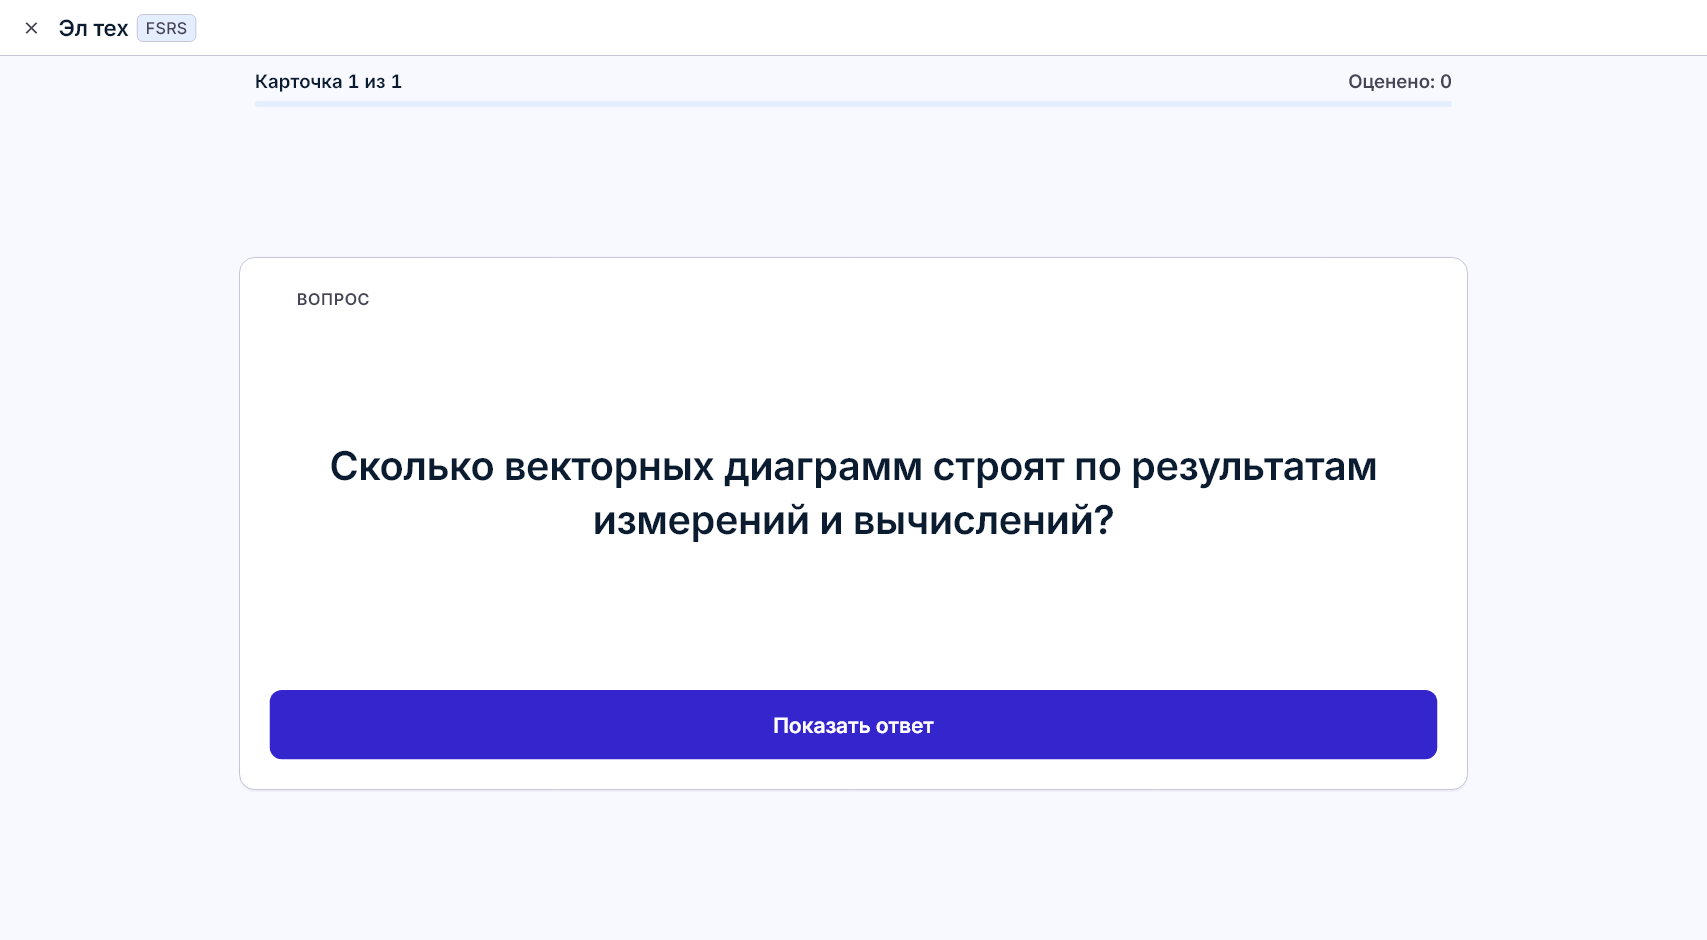 Эл тех FSRS
Карточка 1 из 1
Оценено: 0
ВОПРОС
Сколько векторных диаграмм строят по результатам
измерений и вычислений?
Показать ответ